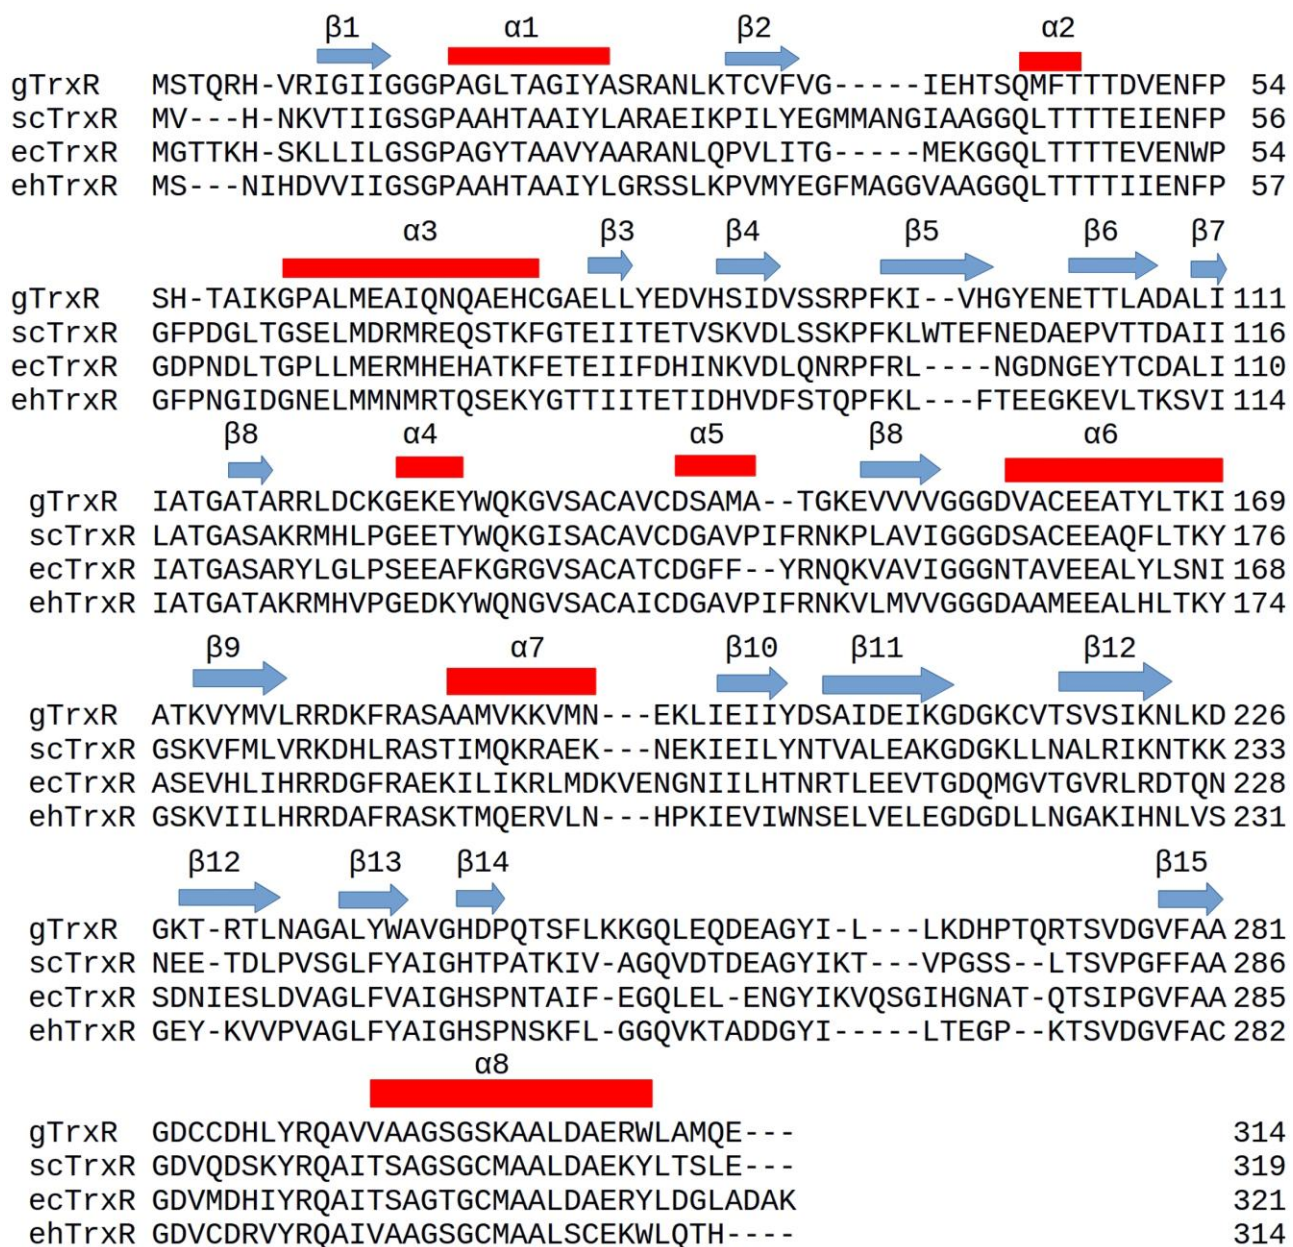 β1 α1 β2 α2
gTrxR MSTQRH-VRIGIIGGGPAGLTAGIYASRANLKTCVFVG-----IEHTSQMFTTTDVENFP 54
scTrxR MV---H-NKVTIIGSGPAAHTAAIYLARAEIKPILYEGMMANGIAAGGQLTTTTEIENFP 56
ecTrxR MGTTKH-SKLLILGSGPAGYTAAVYAARANLQPVLITG-----MEKGGQLTTTTEVENWP 54
ehTrxR MS---NIHDVVIIGSGPAAHTAAIYLGRSSLKPVMYEGFMAGGVAAGGQLTTTTIIENFP 57
α3 β3 β4 β5 β6 β7
gTrxR SH-TAIKGPALMEAIQNQAEHCGAELLYEDVHSIDVSSRPFKI--VHGYENETTLADALI 111
scTrxR GFPDGLTGSELMDRMREQSTKFGTEIITETVSKVDLSSKPFKLWTEFNEDAEPVTTDAII 116
ecTrxR GDPNDLTGPLLMERMHEHATKFETEIIFDHINKVDLQNRPFRL----NGDNGEYTCDALI 110
ehTrxR GFPNGIDGNELMMNMRTQSEKYGTTIITETIDHVDFSTQPFKL---FTEEGKEVLTKSVI 114
β8 α4 α5 β8 α6
gTrxR IATGATARRLDCKGEKEYWQKGVSACAVCDSAMA--TGKEVVVVGGGDVACEEATYLTKI 169
scTrxR LATGASAKRMHLPGEETYWQKGISACAVCDGAVPIFRNKPLAVIGGGDSACEEAQFLTKY 176
ecTrxR IATGASARYLGLPSEEAFKGRGVSACATCDGFF--YRNQKVAVIGGGNTAVEEALYLSNI 168
ehTrxR IATGATAKRMHVPGEDKYWQNGVSACAICDGAVPIFRNKVLMVVGGGDAAMEEALHLTKY 174
β9 α7 β10 β11 β12
gTrxR ATKVYMVLRRDKFRASAAMVKKVMN---EKLIEIIYDSAIDEIKGDGKCVTSVSIKNLKD 226
scTrxR GSKVFMLVRKDHLRASTIMQKRAEK---NEKIEILYNTVALEAKGDGKLLNALRIKNTKK 233
ecTrxR ASEVHLIHRRDGFRAEKILIKRLMDKVENGNIILHTNRTLEEVTGDQMGVTGVRLRDTQN 228
ehTrxR GSKVIILHRRDAFRASKTMQERVLN---HPKIEVIWNSELVELEGDGDLLNGAKIHNLVS 231
β12 β13 β14 β15
gTrxR GKT-RTLNAGALYWAVGHDPQTSFLKKGQLEQDEAGYI-L---LKDHPTQRTSVDGVFAA 281
scTrxR NEE-TDLPVSGLFYAIGHTPATKIV-AGQVDTDEAGYIKT---VPGSS--LTSVPGFFAA 286
ecTrxR SDNIESLDVAGLFVAIGHSPNTAIF-EGQLEL-ENGYIKVQSGIHGNAT-QTSIPGVFAA 285
ehTrxR GEY-KVVPVAGLFYAIGHSPNSKFL-GGQVKTADDGYI-----LTEGP--KTSVDGVFAC 282
α8
gTrxR GDCCDHLYRQAVVAAGSGSKAALDAERWLAMQE--- 314
scTrxR GDVQDSKYRQAITSAGSGCMAALDAEKYLTSLE--- 319
ecTrxR GDVMDHIYRQAITSAGTGCMAALDAERYLDGLADAK 321
ehTrxR GDVCDRVYRQAIVAAGSGCMAALSCEKWLQTH---- 314